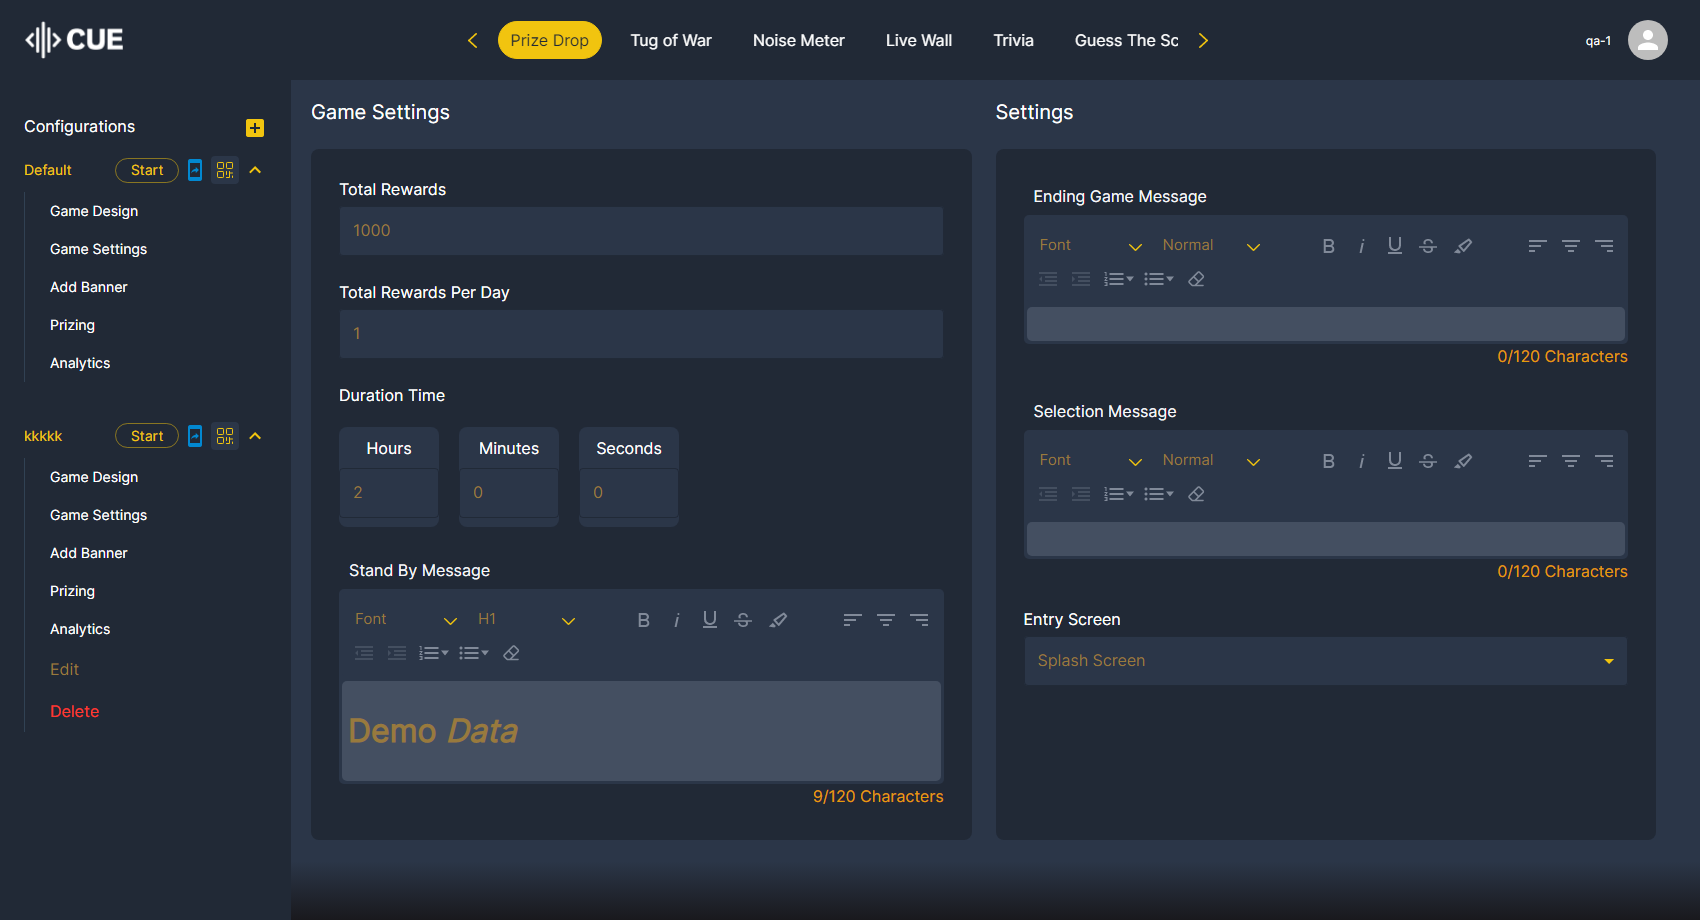 CUE
Prize Drop
Tug of War
Noise Meter
Live Wall
Trivia
Guess The Sc
qa-1
Configurations
Default
Start
Game Design
Game Settings
Add Banner
Prizing
Analytics
kkkkk
Start
Game Design
Game Settings
Add Banner
Prizing
Analytics
Edit
Delete
Game Settings
Total Rewards
1000
Total Rewards Per Day
1
Duration Time
Hours
Minutes
Seconds
2
0
0
Stand By Message
Font
H1
B
i
U
S
Demo Data
9/120 Characters
Settings
Ending Game Message
Font
Normal
B
i
U
S
0/120 Characters
Selection Message
Font
Normal
B
i
U
S
0/120 Characters
Entry Screen
Splash Screen